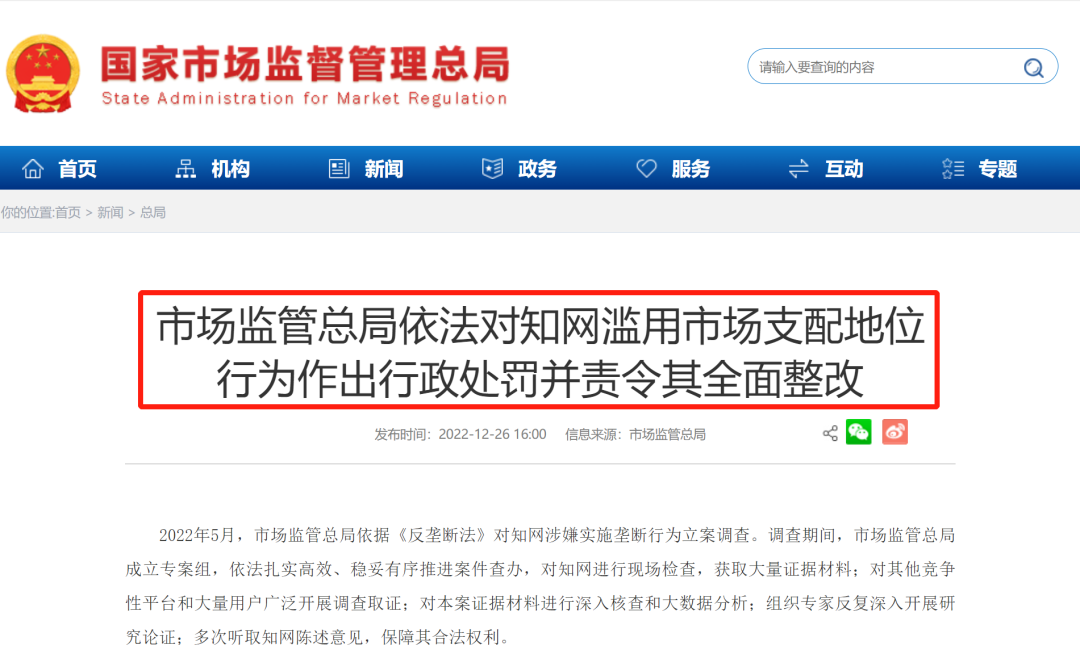 国家市场监督管理总局
State Administration for Market Regulation
请输入要查询的内容
首页 机构 新闻 政务 服务 互动 专题
你的位置:首页 > 新闻 > 总局
市场监管总局依法对知网滥用市场支配地位
行为作出行政处罚并责令其全面整改
发布时间：2022-12-26 16:00 信息来源：市场监管总局
2022年5月，市场监管总局依据《反垄断法》对知网涉嫌实施垄断行为立案调查。调查期间，市场监管总局
成立专案组，依法扎实高效、稳妥有序推进案件查办，对知网进行现场检查，获取大量证据材料；对其他竞争
性平台和大量用户广泛开展调查取证；对本案证据材料进行深入核查和大数据分析；组织专家反复深入开展研
究论证；多次听取知网陈述意见，保障其合法权利。